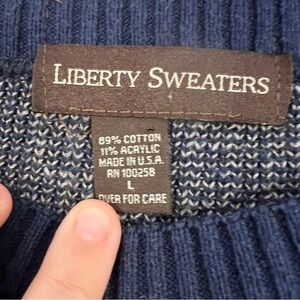 LIBERTY SWEATERS
89% COTTON
11% ACRYLIC
MADE IN U.S.A.
RN 100258
L
OVER FOR CARE